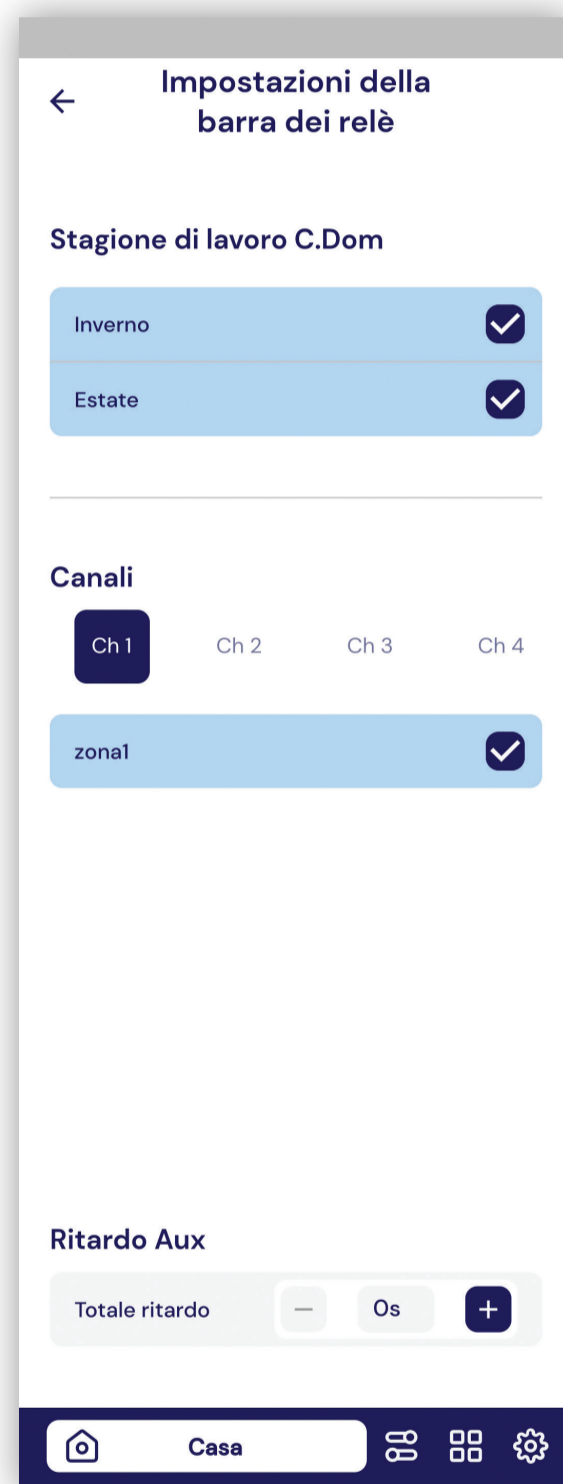 Impostazioni della
barra dei relè
Stagione di lavoro C.Dom
Inverno
Estate
Canali
Ch 1 Ch 2 Ch 3 Ch 4
zona1
Ritardo Aux
Totale ritardo − 0s +
Casa